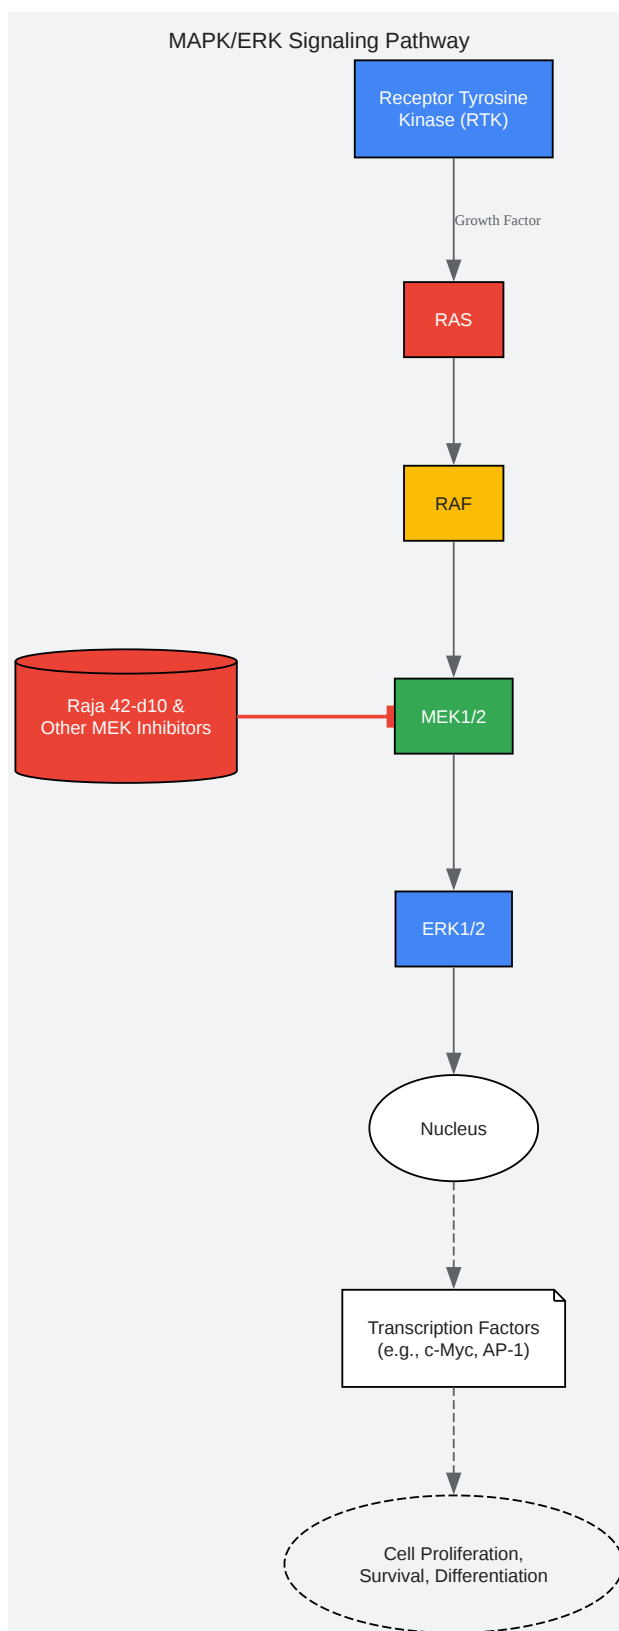 MAPK/ERK Signaling Pathway
Receptor Tyrosine
Kinase (RTK)
Growth Factor
RAS
RAF
Raja 42-d10 &
Other MEK Inhibitors
MEK1/2
ERK1/2
Nucleus
Transcription Factors
(e.g., c-Myc, AP-1)
Cell Proliferation,
Survival, Differentiation